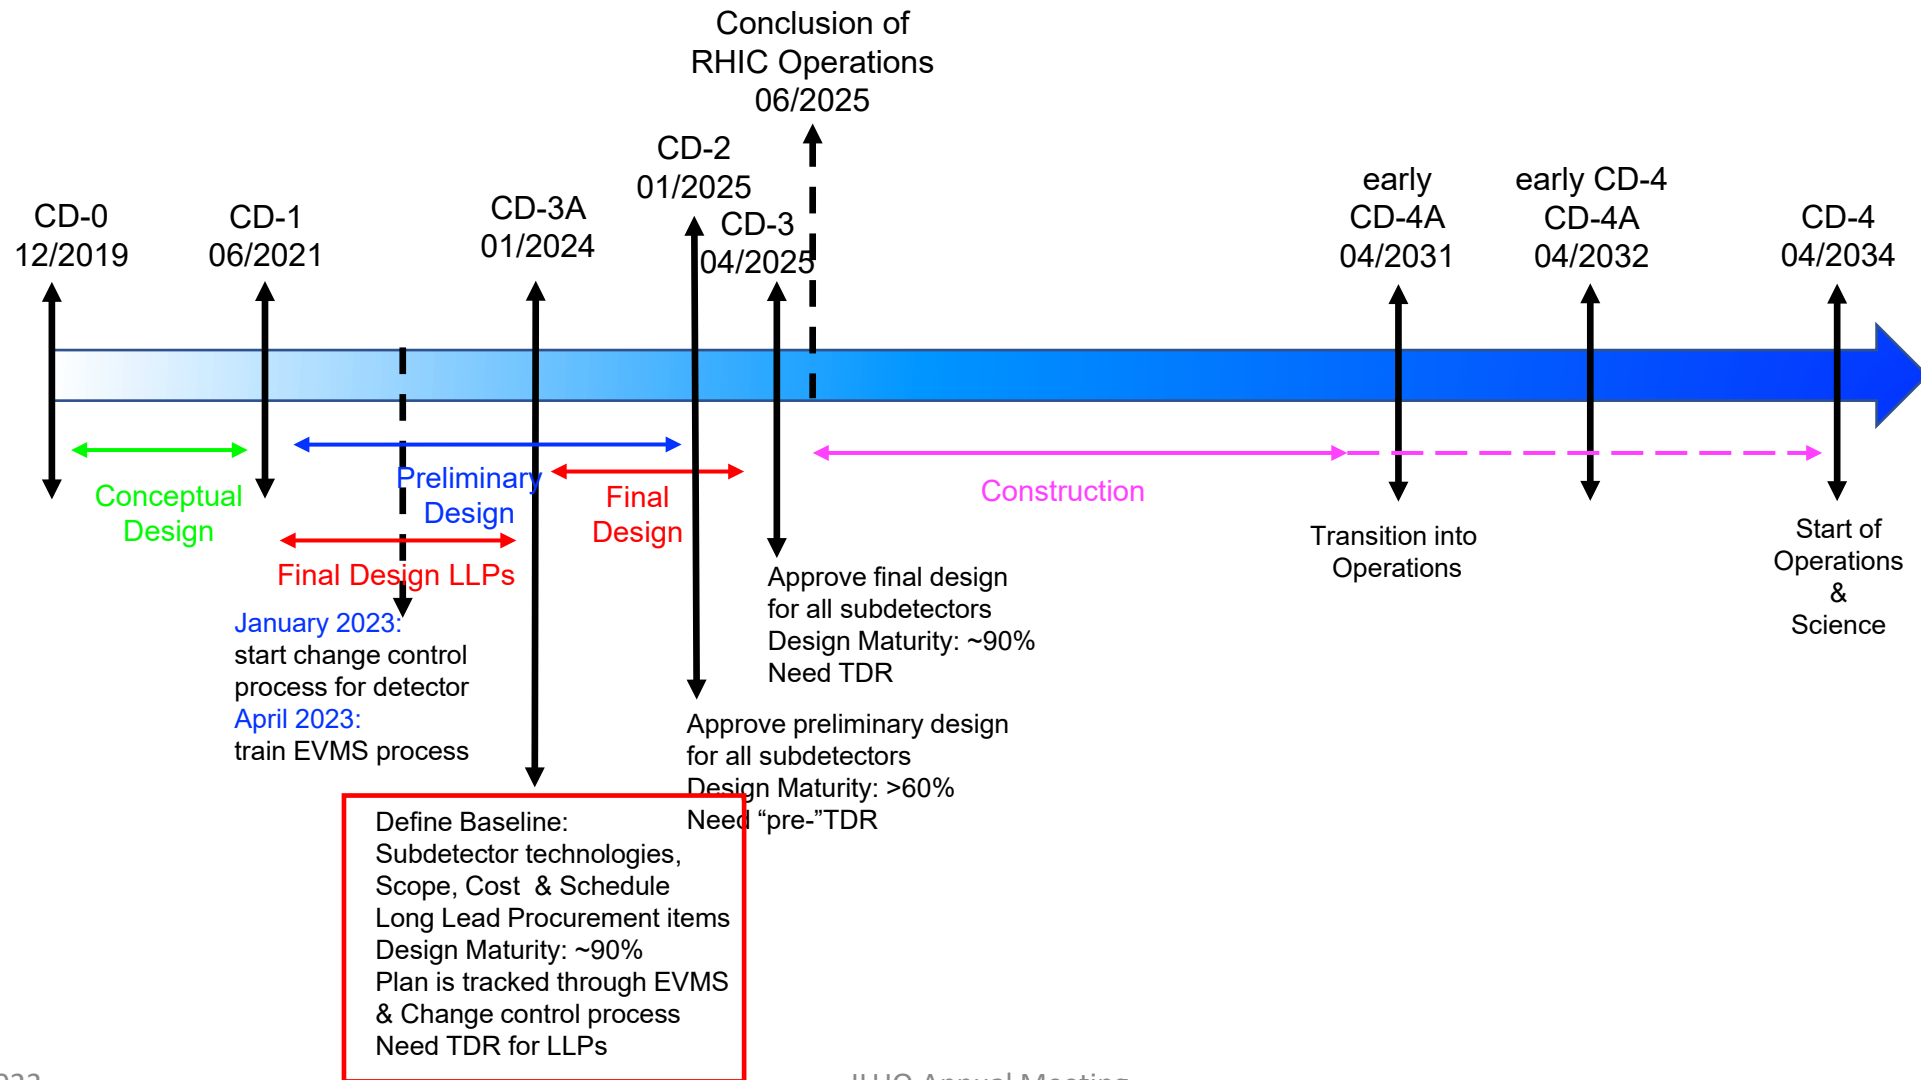 Conclusion of
RHIC Operations
06/2025
CD-2
01/2025
CD-0
12/2019
CD-1
06/2021
CD-3A
01/2024
CD-3
04/2025
early
CD-4A
04/2031
early CD-4
CD-4A
04/2032
CD-4
04/2034
Conceptual
Design
Preliminary
Design
Final
Design
Construction
Final Design LLPs
Transition into
Operations
Start of
Operations
&
Science
January 2023:
start change control
process for detector
April 2023:
train EVMS process
Approve final design
for all subdetectors
Design Maturity: ~90%
Need TDR
Approve preliminary design
for all subdetectors
Design Maturity: >60%
Need “pre-”TDR
Define Baseline:
Subdetector technologies,
Scope, Cost  & Schedule
Long Lead Procurement items
Design Maturity: ~90%
Plan is tracked through EVMS
& Change control process
Need TDR for LLPs
Annual Meeting